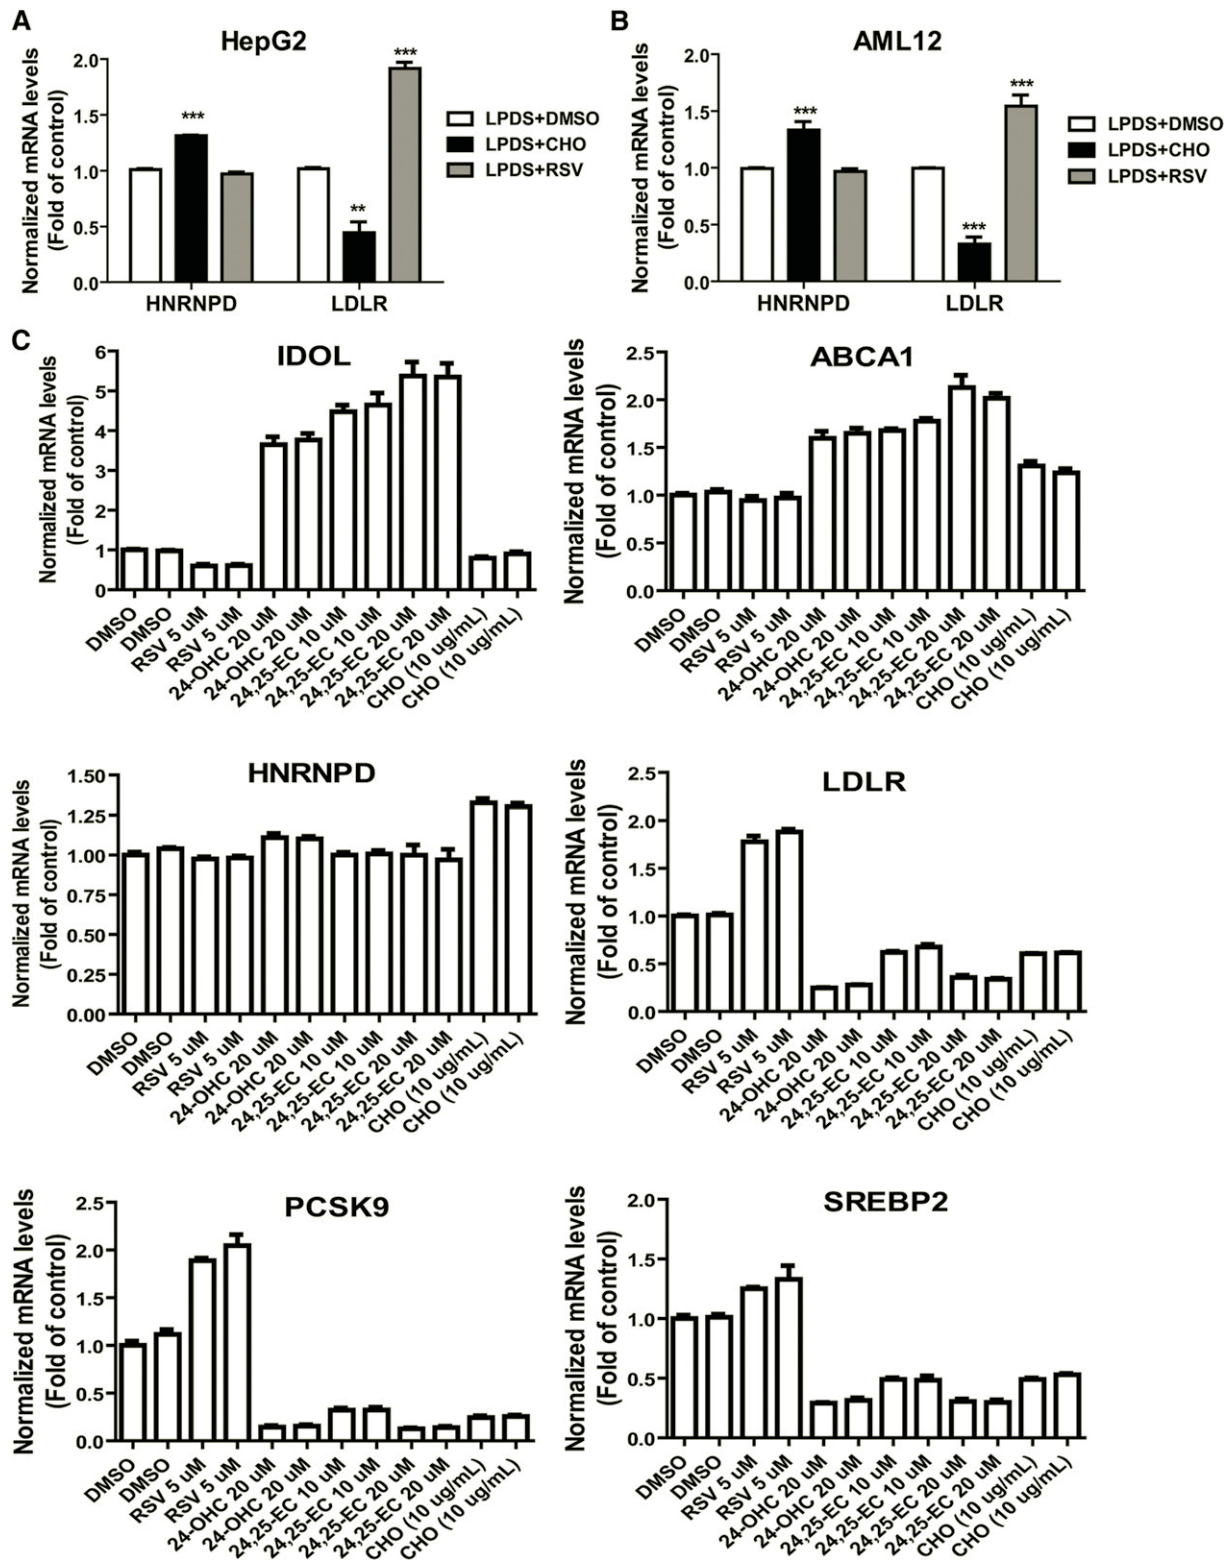 A
HepG2
Normalized mRNA levels
(Fold of control)
2.0
1.5
1.0
0.5
0.0
***
**
***
HNRNPD
LDLR
LPDS+DMSO
LPDS+CHO
LPDS+RSV
B
AML12
Normalized mRNA levels
(Fold of control)
2.0
1.5
1.0
0.5
0.0
***
***
***
HNRNPD
LDLR
LPDS+DMSO
LPDS+CHO
LPDS+RSV
C
IDOL
Normalized mRNA levels
(Fold of control)
6
5
4
3
2
1
0
DMSO
DMSO
RSV 5 uM
RSV 5 uM
24-OHC 20 uM
24-OHC 20 uM
24,25-EC 10 uM
24,25-EC 10 uM
24,25-EC 20 uM
24,25-EC 20 uM
CHO (10 ug/mL)
CHO (10 ug/mL)
ABCA1
Normalized mRNA levels
(Fold of control)
2.5
2.0
1.5
1.0
0.5
0.0
DMSO
DMSO
RSV 5 uM
RSV 5 uM
24-OHC 20 uM
24-OHC 20 uM
24,25-EC 10 uM
24,25-EC 10 uM
24,25-EC 20 uM
24,25-EC 20 uM
CHO (10 ug/mL)
CHO (10 ug/mL)
HNRNPD
Normalized mRNA levels
(Fold of control)
1.50
1.25
1.00
0.75
0.50
0.25
0.00
DMSO
DMSO
RSV 5 uM
RSV 5 uM
24-OHC 20 uM
24-OHC 20 uM
24,25-EC 10 uM
24,25-EC 10 uM
24,25-EC 20 uM
24,25-EC 20 uM
CHO (10 ug/mL)
CHO (10 ug/mL)
LDLR
Normalized mRNA levels
(Fold of control)
2.5
2.0
1.5
1.0
0.5
0.0
DMSO
DMSO
RSV 5 uM
RSV 5 uM
24-OHC 20 uM
24-OHC 20 uM
24,25-EC 10 uM
24,25-EC 10 uM
24,25-EC 20 uM
24,25-EC 20 uM
CHO (10 ug/mL)
CHO (10 ug/mL)
PCSK9
Normalized mRNA levels
(Fold of control)
2.5
2.0
1.5
1.0
0.5
0.0
DMSO
DMSO
RSV 5 uM
RSV 5 uM
24-OHC 20 uM
24-OHC 20 uM
24,25-EC 10 uM
24,25-EC 10 uM
24,25-EC 20 uM
24,25-EC 20 uM
CHO (10 ug/mL)
CHO (10 ug/mL)
SREBP2
Normalized mRNA levels
(Fold of control)
2.0
1.5
1.0
0.5
0.0
DMSO
DMSO
RSV 5 uM
RSV 5 uM
24-OHC 20 uM
24-OHC 20 uM
24,25-EC 10 uM
24,25-EC 10 uM
24,25-EC 20 uM
24,25-EC 20 uM
CHO (10 ug/mL)
CHO (10 ug/mL)